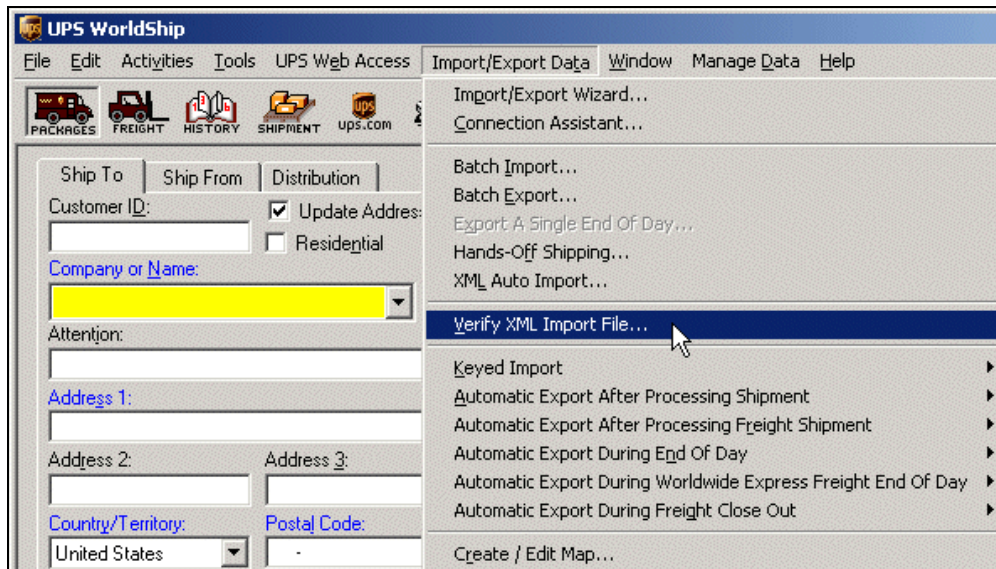 UPS WorldShip
File Edit Activities Tools UPS Web Access Import/Export Data Window Manage Data Help
PACKAGES FREIGHT HISTORY SHIPMENT ups.com
Import/Export Wizard...
Connection Assistant...
Batch Import...
Batch Export...
Export A Single End Of Day...
Hands-Off Shipping...
XML Auto Import...
Verify XML Import File...
Keyed Import
Automatic Export After Processing Shipment
Automatic Export After Processing Freight Shipment
Automatic Export During End Of Day
Automatic Export During Worldwide Express Freight End Of Day
Automatic Export During Freight Close Out
Create / Edit Map...
Ship To Ship From Distribution
Customer ID: Update Addres
Residential
Company or Name:
Attention:
Address 1:
Address 2: Address 3:
Country/Territory: Postal Code:
United States -